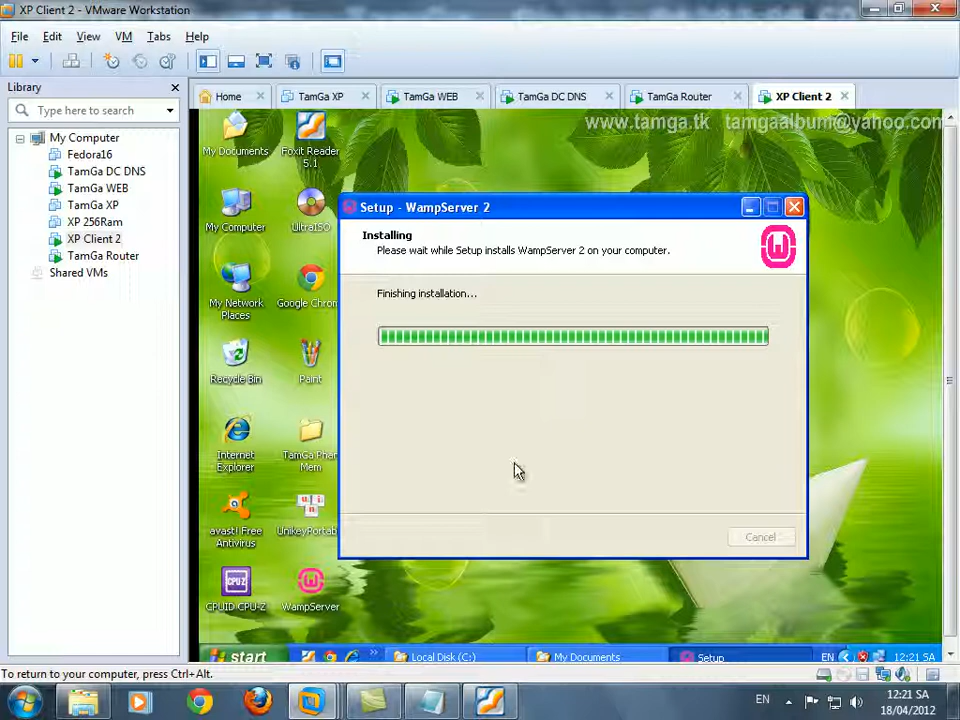 XP Client 2 - VMware Workstation
File Edit View VM Tabs Help
Library
Type here to search
My Computer
Fedora16
TamGa DC DNS
TamGa WEB
TamGa XP
XP 256Ram
XP Client 2
TamGa Router
Shared VMs
Home
TamGa XP
TamGa WEB
TamGa DC DNS
TamGa Router
XP Client 2
www.tamga.tk tamgaalbum@yahoo.com
My Documents
Foxit Reader
5.1
My Computer
UltraISO
My Network
Places
Google Chrom
Recycle Bin
Paint
Internet
Explorer
TamGa Phan
Mem
avast! Free
Antivirus
UnikeyPortab
CPUID CPU-Z
WampServer
Setup - WampServer 2
Installing
Please wait while Setup installs WampServer 2 on your computer.
Finishing installation...
Cancel
start
Local Disk (C:)
My Documents
Setup
EN
12:21 SA
To return to your computer, press Ctrl+Alt.
EN
12:21 SA
18/04/2012